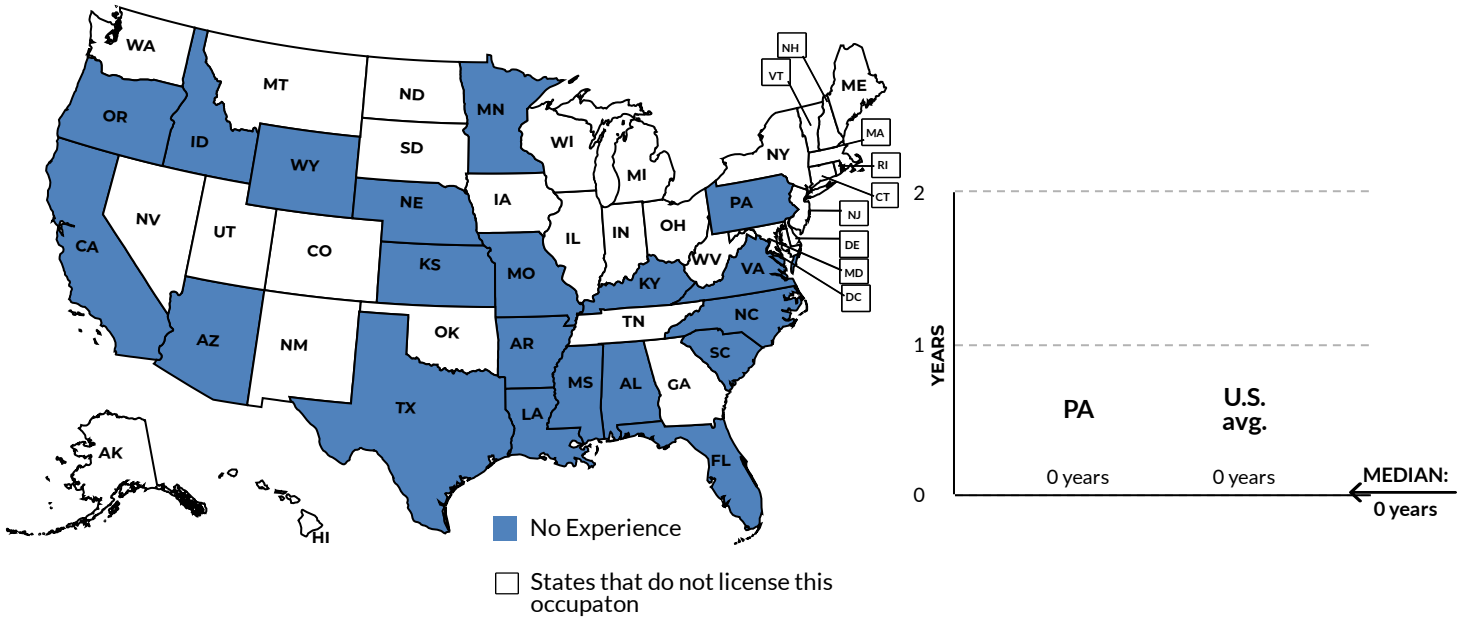 WA
MT
ND
MN
OR
ID
WY
SD
WI
MI
NY
ME
NH
VT
MA
RI
CT
NJ
DE
MD
DC
NV
UT
CO
NE
IA
IL
IN
OH
PA
WV
VA
CA
KS
MO
KY
NC
TN
SC
AZ
NM
OK
AR
TX
LA
MS
AL
GA
FL
AK
HI
No Experience
States that do not license this
occupaton
2
1
0
YEARS
PA
U.S.
avg.
0 years
0 years
MEDIAN:
0 years